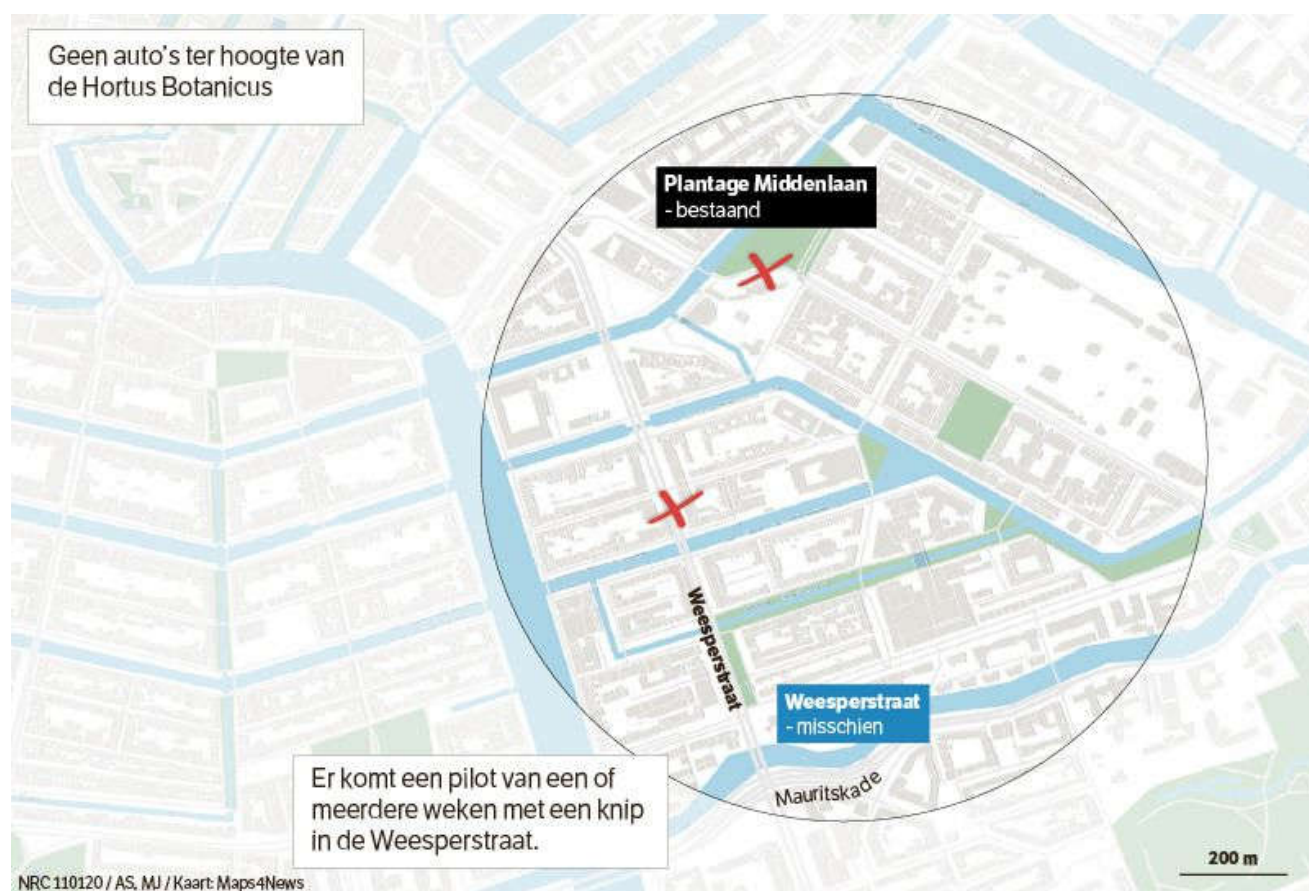 Geen auto's ter hoogte van
de Hortus Botanicus
Plantage Middenlaan
- bestaand
Weesperstraat
Weesperstraat
- misschien
Mauritskade
Er komt een pilot van een of
meerdere weken met een knip
in de Weesperstraat.
200 m
NRC 110120 / AS, MJ / Kaart: Maps4News